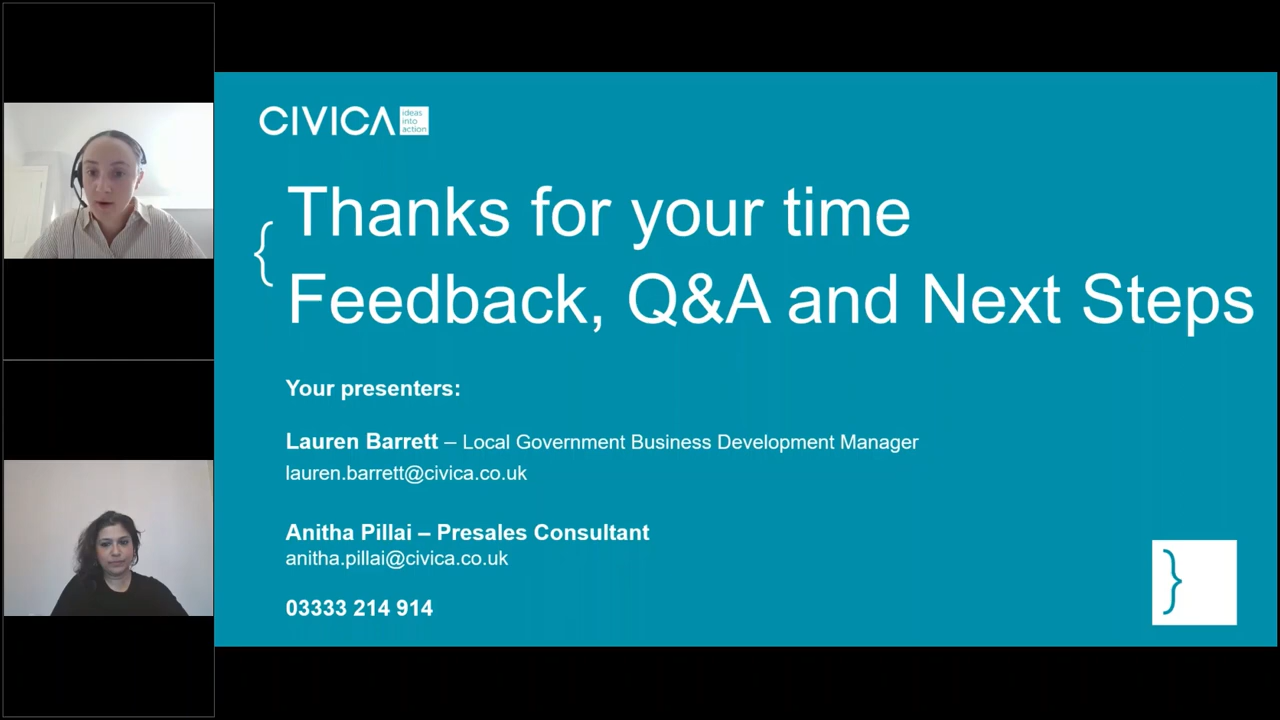 CIVICA
ideas
into
action
Thanks for your time
Feedback, Q&A and Next Steps
Your presenters:
Lauren Barrett – Local Government Business Development Manager
lauren.barrett@civica.co.uk
Anitha Pillai – Presales Consultant
anitha.pillai@civica.co.uk
03333 214 914